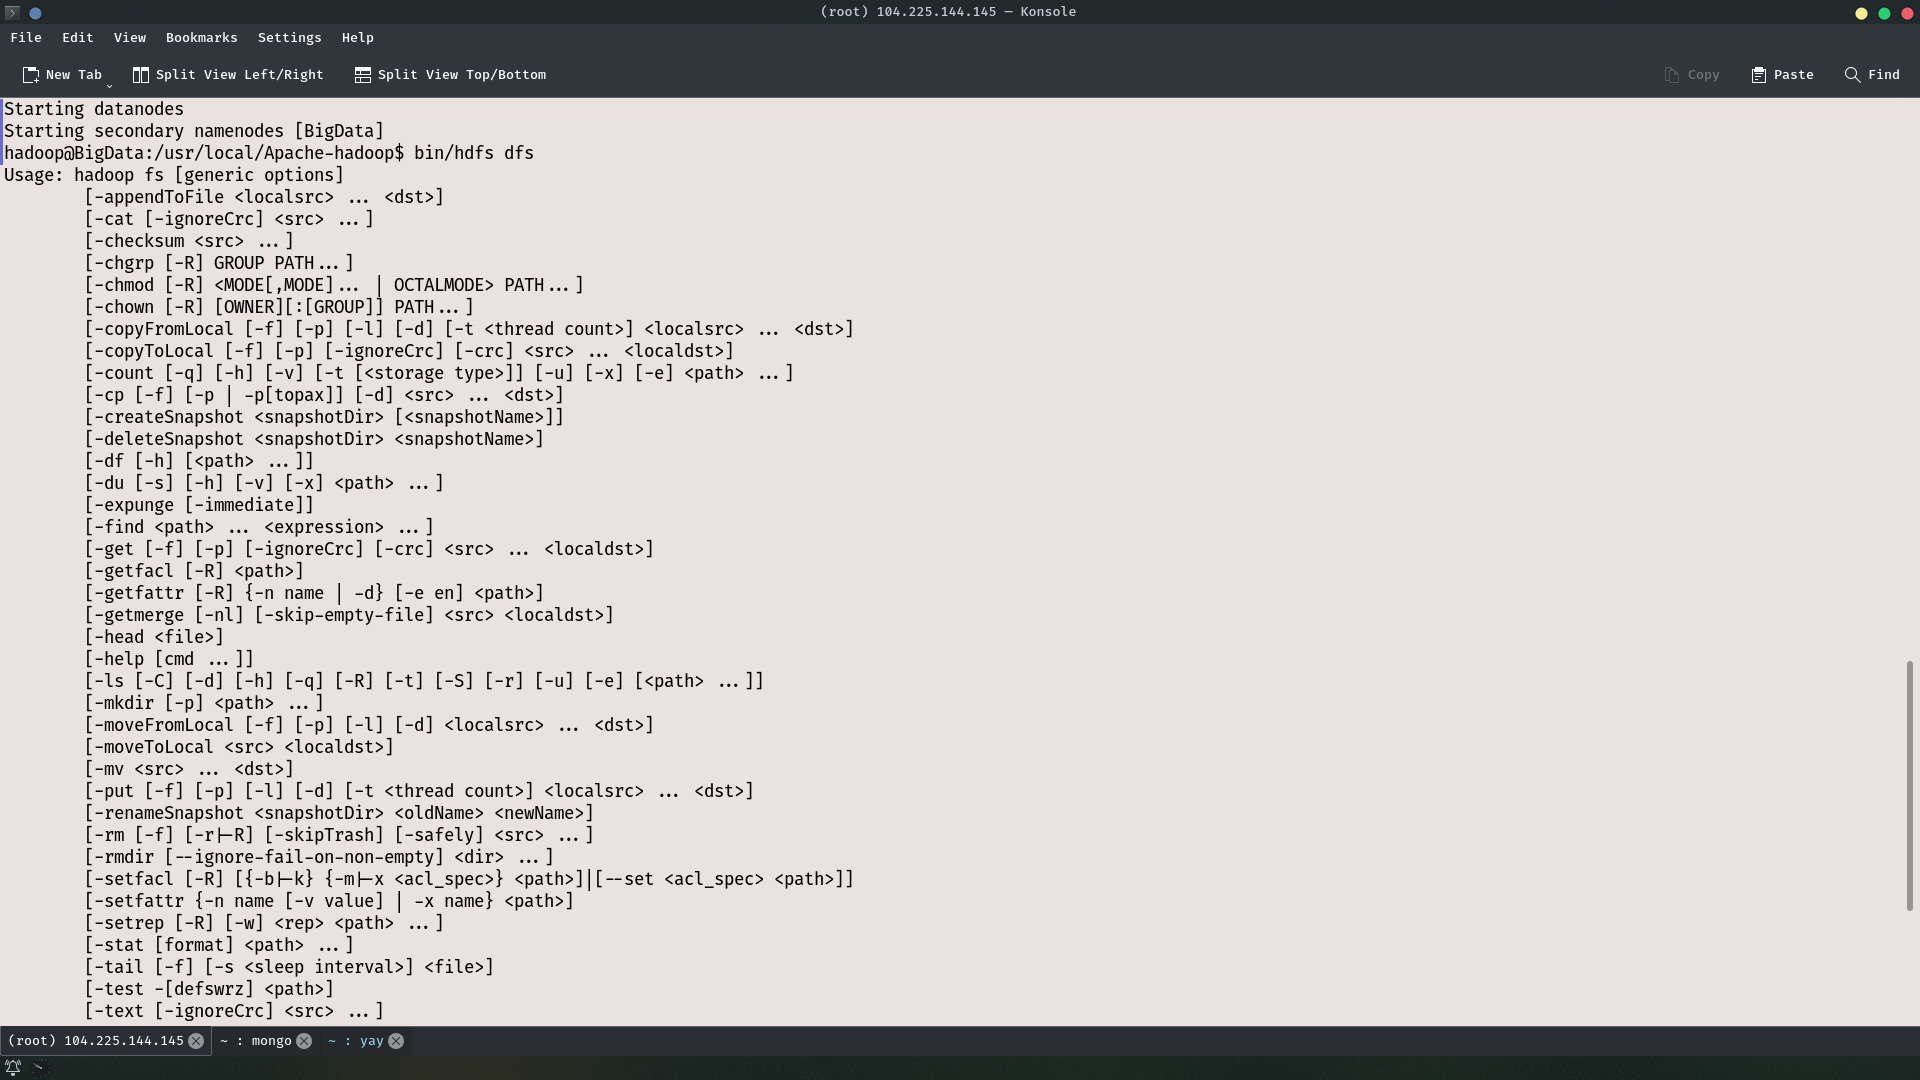 (root) 104.225.144.145 — Konsole
File Edit View Bookmarks Settings Help
New Tab Split View Left/Right Split View Top/Bottom Copy Paste Find
Starting datanodes
Starting secondary namenodes [BigData]
hadoop@BigData:/usr/local/Apache-hadoop$ bin/hdfs dfs
Usage: hadoop fs [generic options]
[-appendToFile <localsrc> ... <dst>]
[-cat [-ignoreCrc] <src> ...]
[-checksum <src> ...]
[-chgrp [-R] GROUP PATH...]
[-chmod [-R] <MODE[,MODE]... | OCTALMODE> PATH...]
[-chown [-R] [OWNER][:[GROUP]] PATH...]
[-copyFromLocal [-f] [-p] [-l] [-d] [-t <thread count>] <localsrc> ... <dst>]
[-copyToLocal [-f] [-p] [-ignoreCrc] [-crc] <src> ... <localdst>]
[-count [-q] [-h] [-v] [-t [<storage type>]] [-u] [-x] [-e] <path> ...]
[-cp [-f] [-p | -p[topax]] [-d] <src> ... <dst>]
[-createSnapshot <snapshotDir> [<snapshotName>]]
[-deleteSnapshot <snapshotDir> <snapshotName>]
[-df [-h] [<path> ...]]
[-du [-s] [-h] [-v] [-x] <path> ...]
[-expunge [-immediate]]
[-find <path> ... <expression> ...]
[-get [-f] [-p] [-ignoreCrc] [-crc] <src> ... <localdst>]
[-getfacl [-R] <path>]
[-getfattr [-R] {-n name | -d} [-e en] <path>]
[-getmerge [-nl] [-skip-empty-file] <src> <localdst>]
[-head <file>]
[-help [cmd ...]]
[-ls [-C] [-d] [-h] [-q] [-R] [-t] [-S] [-r] [-u] [-e] [<path> ...]]
[-mkdir [-p] <path> ...]
[-moveFromLocal [-f] [-p] [-l] [-d] <localsrc> ... <dst>]
[-moveToLocal <src> <localdst>]
[-mv <src> ... <dst>]
[-put [-f] [-p] [-l] [-d] [-t <thread count>] <localsrc> ... <dst>]
[-renameSnapshot <snapshotDir> <oldName> <newName>]
[-rm [-f] [-r|-R] [-skipTrash] [-safely] <src> ...]
[-rmdir [--ignore-fail-on-non-empty] <dir> ...]
[-setfacl [-R] [{-b|-k} {-m|-x <acl_spec>} <path>]|[--set <acl_spec> <path>]]
[-setfattr {-n name [-v value] | -x name} <path>]
[-setrep [-R] [-w] <rep> <path> ...]
[-stat [format] <path> ...]
[-tail [-f] [-s <sleep interval>] <file>]
[-test -[defswrz] <path>]
[-text [-ignoreCrc] <src> ...]
(root) 104.225.144.145 ~ : mongo ~ : yay